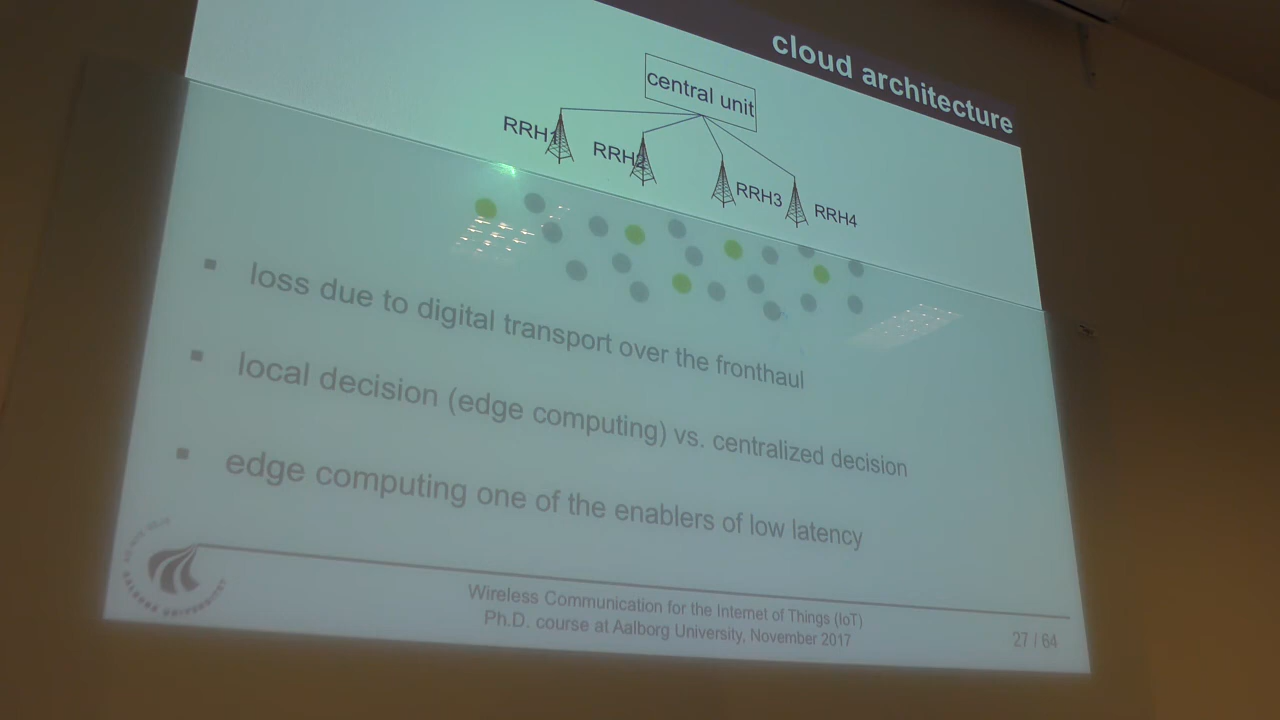 cloud architecture
central unit
RRH1
RRH2
RRH3
RRH4
▪ loss due to digital transport over the fronthaul
▪ local decision (edge computing) vs. centralized decision
▪ edge computing one of the enablers of low latency
Wireless Communication for the Internet of Things (IoT)
Ph.D. course at Aalborg University, November 2017
27 / 64